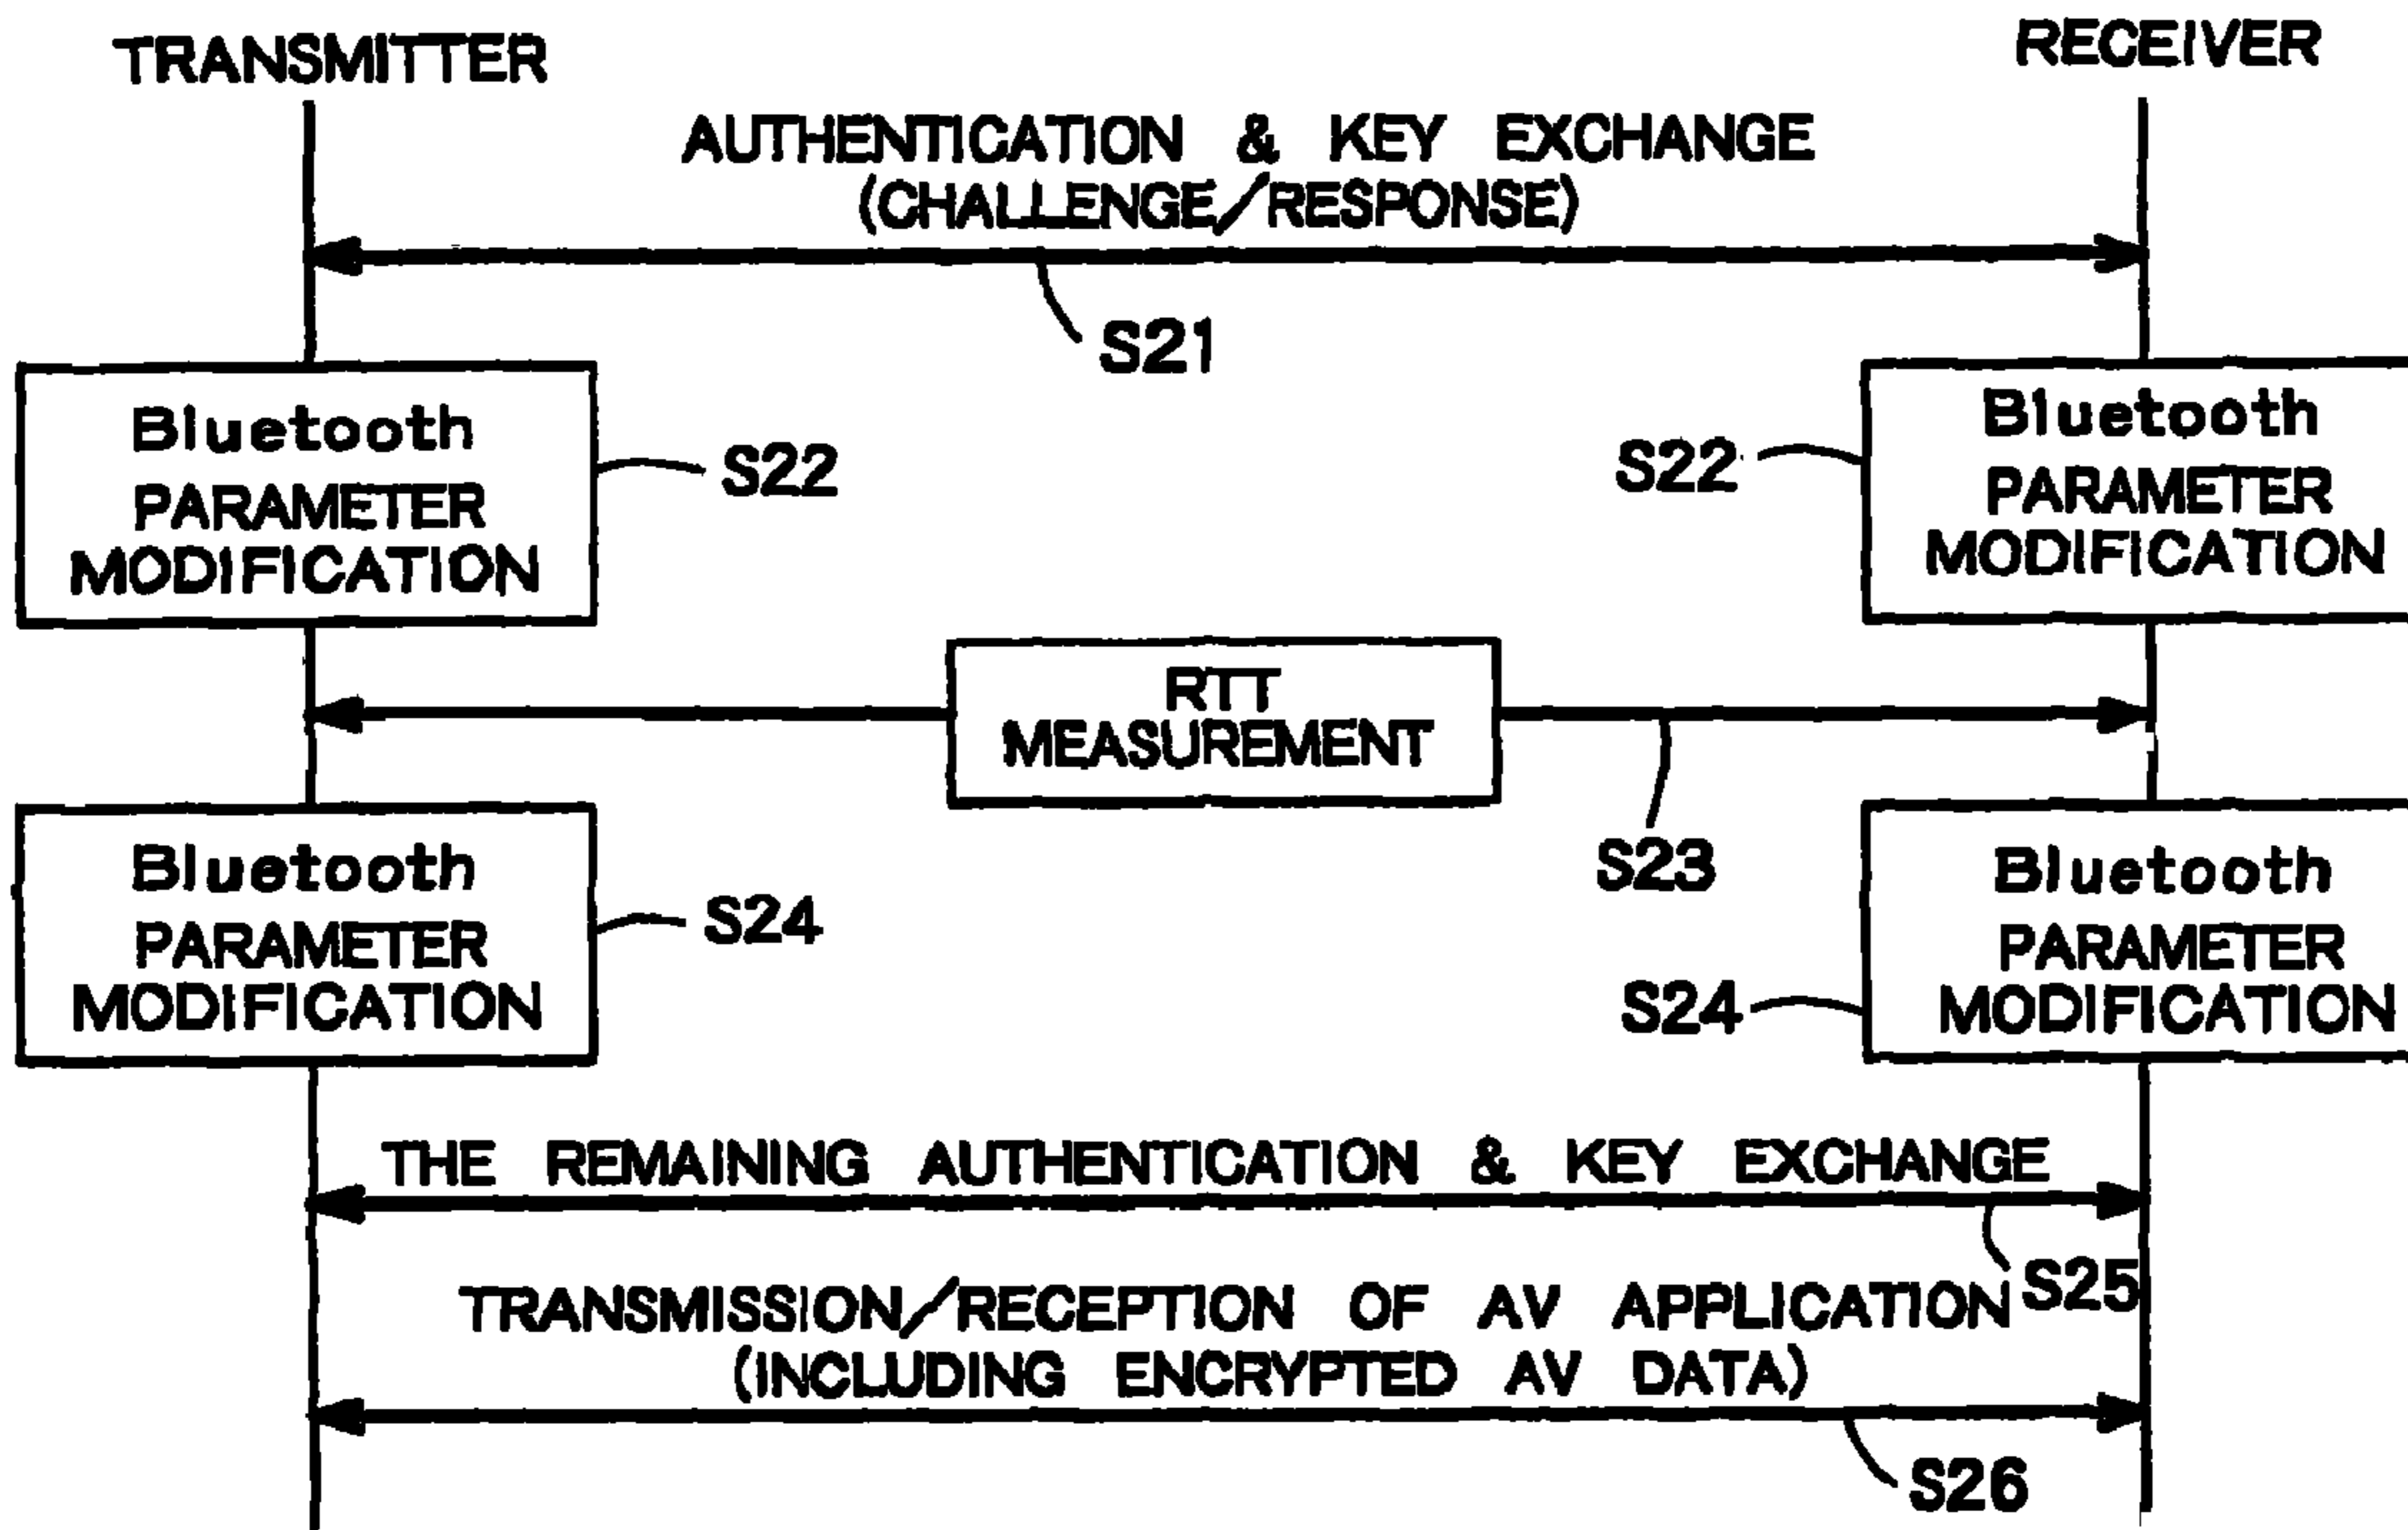 TRANSMITTER
RECEIVER
AUTHENTICATION & KEY EXCHANGE
(CHALLENGE/RESPONSE)
S21
Bluetooth
PARAMETER
MODIFICATION
S22
S22
Bluetooth
PARAMETER
MODIFICATION
RTT
MEASUREMENT
S23
Bluetooth
PARAMETER
MODIFICATION
S24
S24
Bluetooth
PARAMETER
MODIFICATION
THE REMAINING AUTHENTICATION & KEY EXCHANGE
S25
TRANSMISSION/RECEPTION OF AV APPLICATION
(INCLUDING ENCRYPTED AV DATA)
S26